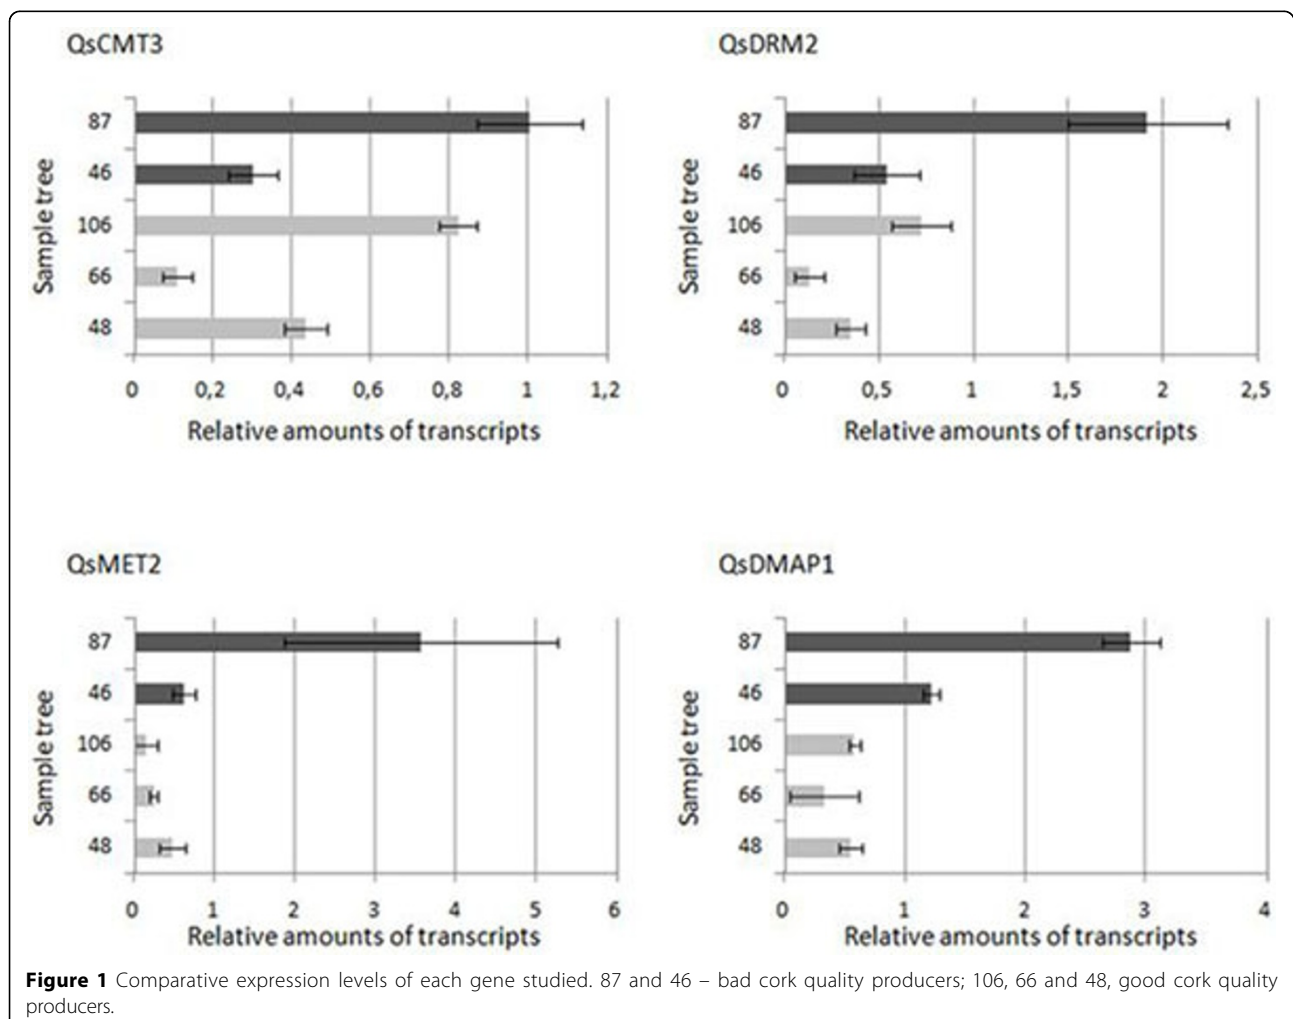 QsCMT3
Sample tree
87
46
106
66
48
0 0,2 0,4 0,6 0,8 1 1,2
Relative amounts of transcripts
QsDRM2
Sample tree
87
46
106
66
48
0 0,5 1 1,5 2 2,5
Relative amounts of transcripts
QsMET2
Sample tree
87
46
106
66
48
0 1 2 3 4 5 6
Relative amounts of transcripts
QsDMAP1
Sample tree
87
46
106
66
48
0 1 2 3 4
Relative amounts of transcripts
Figure 1 Comparative expression levels of each gene studied. 87 and 46 – bad cork quality producers; 106, 66 and 48, good cork quality
producers.